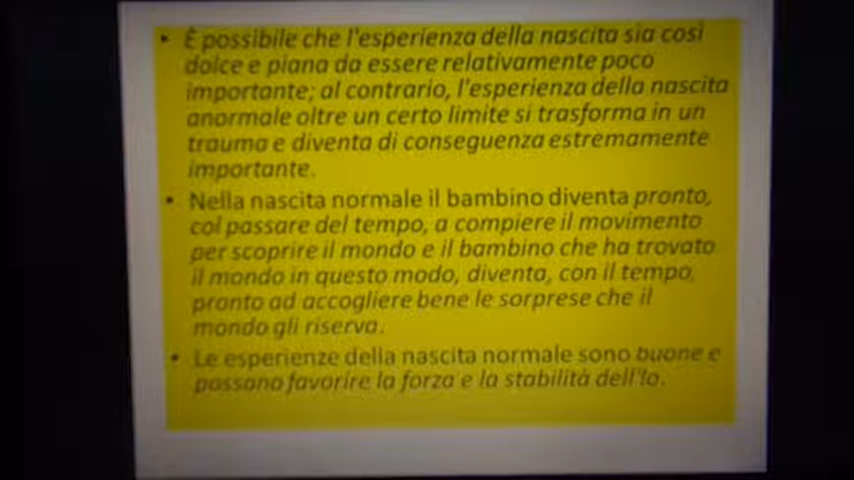 • È possibile che l'esperienza della nascita sia così
dolce e piana da essere relativamente poco
importante; al contrario, l'esperienza della nascita
anormale oltre un certo limite si trasforma in un
trauma e diventa di conseguenza estremamente
importante.
• Nella nascita normale il bambino diventa pronto,
col passare del tempo, a compiere il movimento
per scoprire il mondo e il bambino che ha trovato
il mondo in questo modo, diventa, con il tempo,
pronto ad accogliere bene le sorprese che il
mondo gli riserva.
• Le esperienze della nascita normale sono buone e
possono favorire la forza e la stabilità dell'Io.